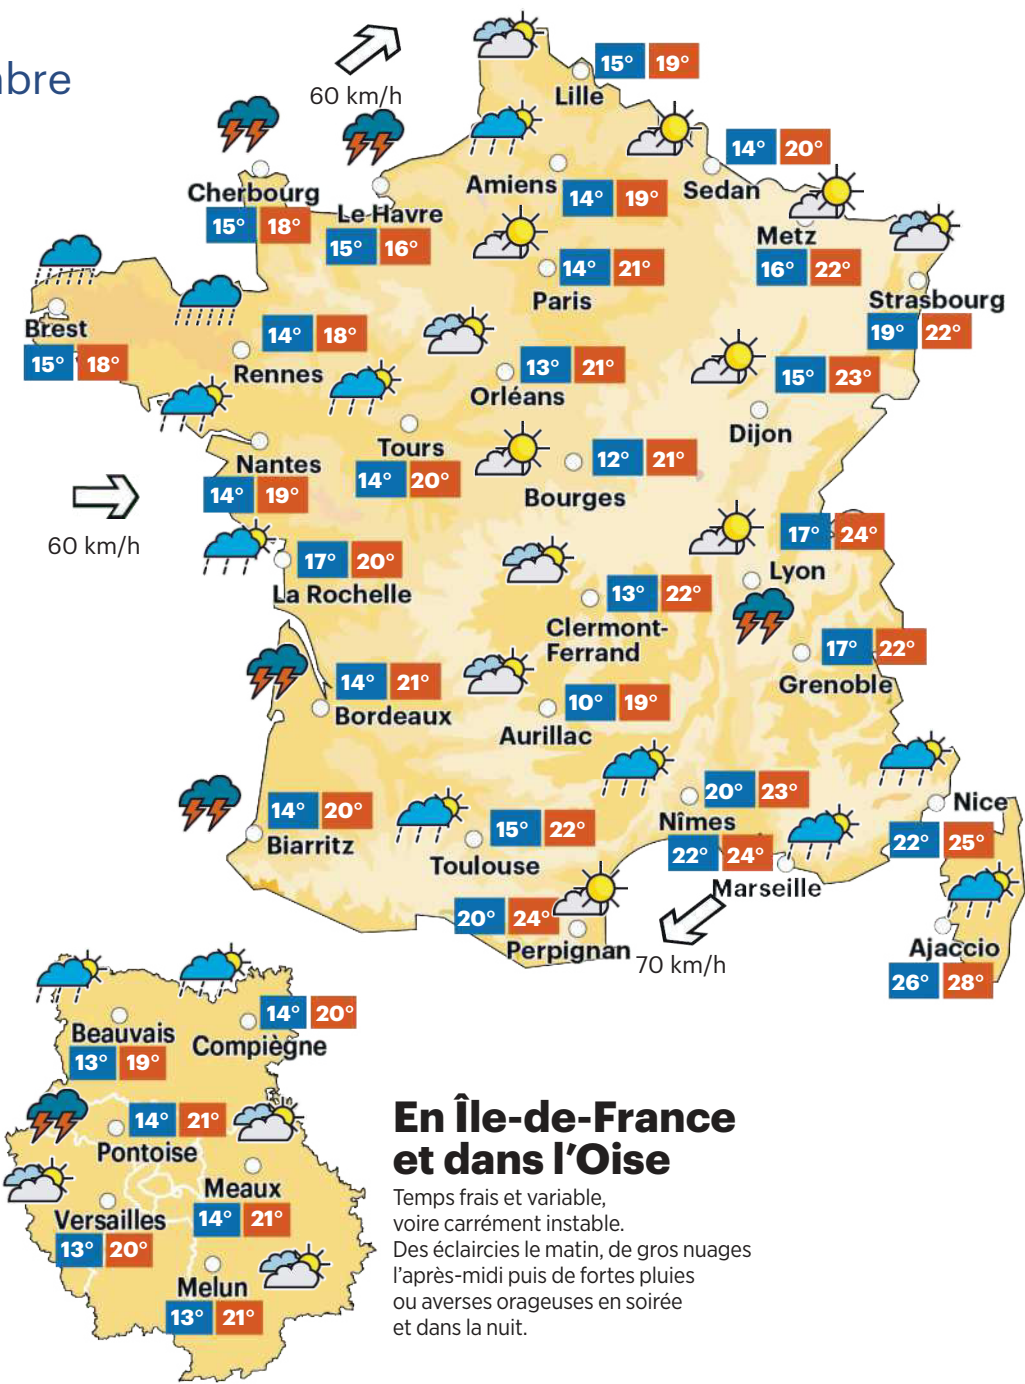 mbre
60 km/h
15° 19°
Lille
14° 20°
Sedan
Cherbourg
15° 18°
Le Havre
15° 16°
Amiens
14° 19°
Metz
16° 22°
14° 21°
Paris
Strasbourg
19° 22°
Brest
15° 18°
14° 18°
Rennes
13° 21°
Orléans
15° 23°
Dijon
Nantes
14° 19°
Tours
14° 20°
12° 21°
Bourges
60 km/h
17° 20°
La Rochelle
17° 24°
Lyon
13° 22°
Clermont-
Ferrand
17° 22°
Grenoble
14° 21°
Bordeaux
10° 19°
Aurillac
14° 20°
Biarritz
15° 22°
Toulouse
20° 23°
Nîmes
22° 24°
Marseille
Nice
22° 25°
20° 24°
Perpignan
70 km/h
Ajaccio
26° 28°
Beauvais
13° 19°
14° 20°
Compiègne
14° 21°
Pontoise
Meaux
14° 21°
Versailles
13° 20°
Melun
13° 21°
En Île-de-France
et dans l'Oise
Temps frais et variable,
voire carrément instable.
Des éclaircies le matin, de gros nuages
l'après-midi puis de fortes pluies
ou averses orageuses en soirée
et dans la nuit.